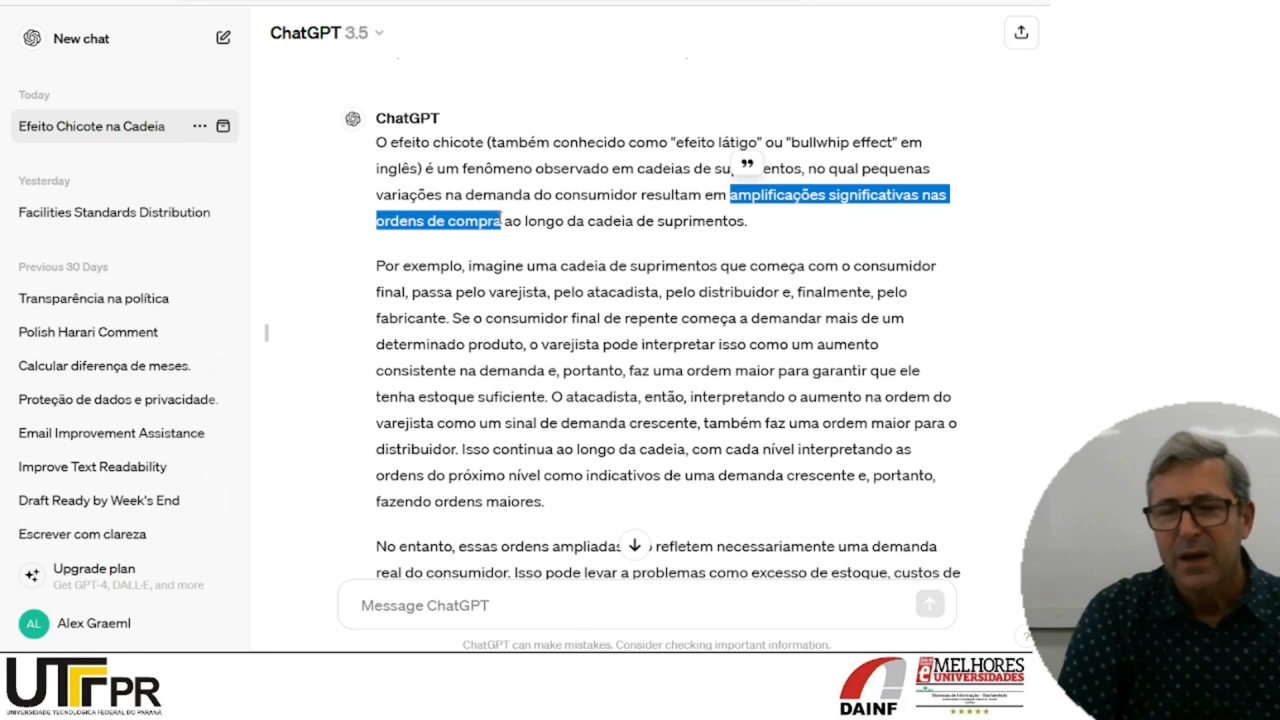 New chat
Today
Efeito Chicote na Cadeia
Yesterday
Facilities Standards Distribution
Previous 30 Days
Transparência na política
Polish Harari Comment
Calcular diferença de meses.
Proteção de dados e privacidade.
Email Improvement Assistance
Improve Text Readability
Draft Ready by Week's End
Escrever com clareza
Upgrade plan
Get GPT-4, DALL·E, and more
AL Alex Graeml
ChatGPT 3.5
ChatGPT
O efeito chicote (também conhecido como "efeito látigo" ou "bullwhip effect" em
inglês) é um fenômeno observado em cadeias de su entos, no qual pequenas
variações na demanda do consumidor resultam em amplificações significativas nas
ordens de compra ao longo da cadeia de suprimentos.
Por exemplo, imagine uma cadeia de suprimentos que começa com o consumidor
final, passa pelo varejista, pelo atacadista, pelo distribuidor e, finalmente, pelo
fabricante. Se o consumidor final de repente começa a demandar mais de um
determinado produto, o varejista pode interpretar isso como um aumento
consistente na demanda e, portanto, faz uma ordem maior para garantir que ele
tenha estoque suficiente. O atacadista, então, interpretando o aumento na ordem do
varejista como um sinal de demanda crescente, também faz uma ordem maior para o
distribuidor. Isso continua ao longo da cadeia, com cada nível interpretando as
ordens do próximo nível como indicativos de uma demanda crescente e, portanto,
fazendo ordens maiores.
No entanto, essas ordens ampliadas refletem necessariamente uma demanda
real do consumidor. Isso pode levar a problemas como excesso de estoque, custos de
Message ChatGPT
ChatGPT can make mistakes. Consider checking important information.
?
UTFPR
UNIVERSIDADE TECNOLÓGICA FEDERAL DO PARANÁ
DAINF
MELHORES
UNIVERSIDADES
Sistemas de Informação - Bacharelado